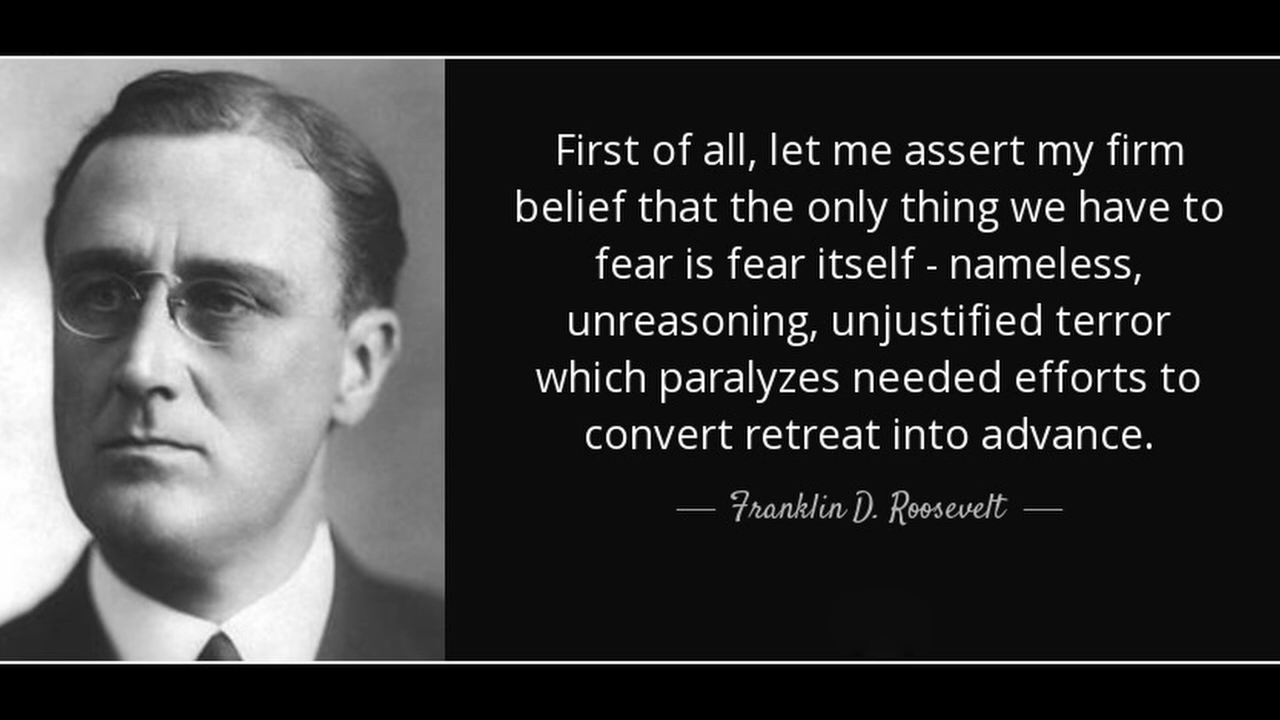 First of all, let me assert my firm
belief that the only thing we have to
fear is fear itself - nameless,
unreasoning, unjustified terror
which paralyzes needed efforts to
convert retreat into advance.
Franklin D. Roosevelt